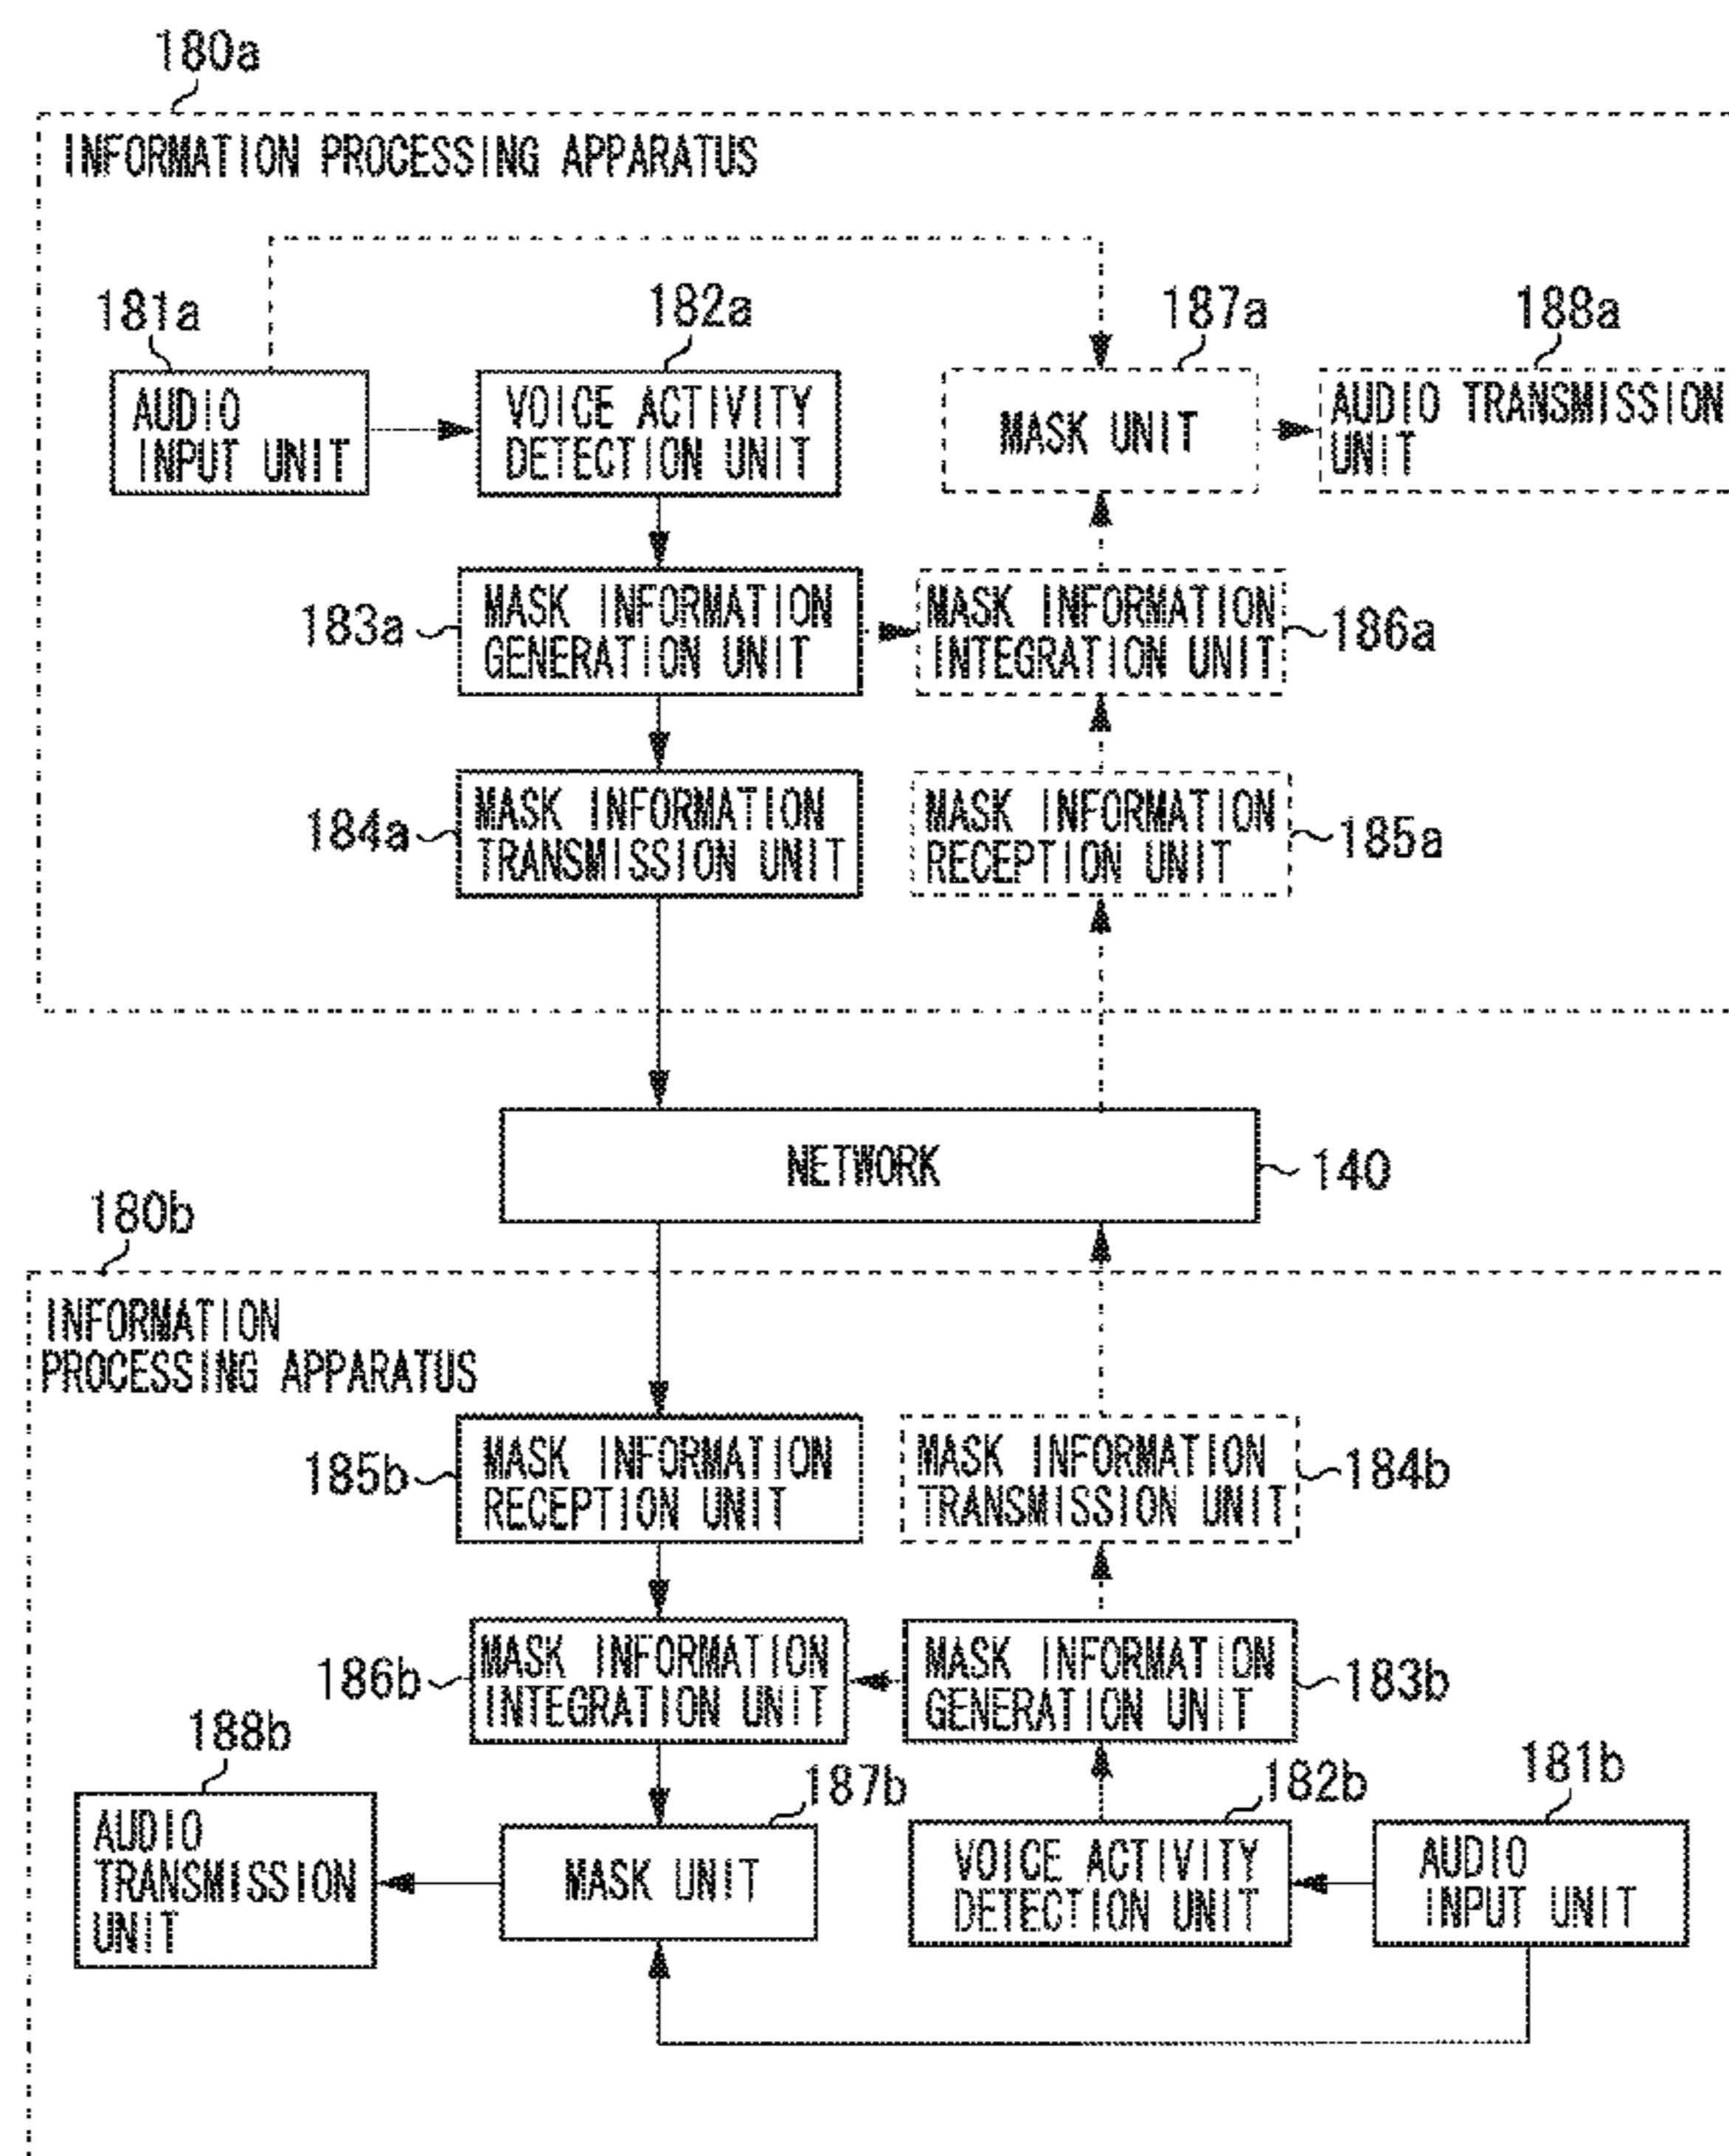 180a
INFORMATION PROCESSING APPARATUS
181a
182a
187a
188a
AUDIO
INPUT UNIT
VOICE ACTIVITY
DETECTION UNIT
MASK UNIT
AUDIO TRANSMISSION
UNIT
183a
MASK INFORMATION
GENERATION UNIT
MASK INFORMATION
INTEGRATION UNIT
186a
184a
MASK INFORMATION
TRANSMISSION UNIT
MASK INFORMATION
RECEPTION UNIT
185a
NETWORK
140
180b
INFORMATION
PROCESSING APPARATUS
185b
MASK INFORMATION
RECEPTION UNIT
MASK INFORMATION
TRANSMISSION UNIT
184b
186b
MASK INFORMATION
INTEGRATION UNIT
MASK INFORMATION
GENERATION UNIT
183b
188b
187b
182b
181b
AUDIO
TRANSMISSION
UNIT
MASK UNIT
VOICE ACTIVITY
DETECTION UNIT
AUDIO
INPUT UNIT